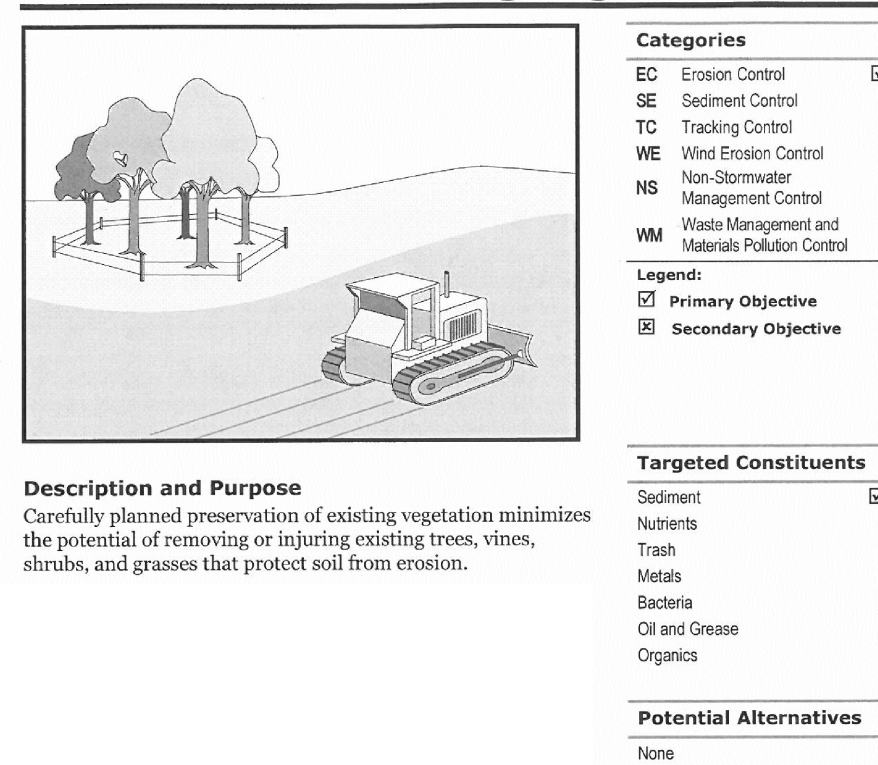 Categories
EC Erosion Control ☑
SE Sediment Control
TC Tracking Control
WE Wind Erosion Control
NS Non-Stormwater
Management Control
WM Waste Management and
Materials Pollution Control
Legend:
☑ Primary Objective
☒ Secondary Objective
Description and Purpose
Carefully planned preservation of existing vegetation minimizes
the potential of removing or injuring existing trees, vines,
shrubs, and grasses that protect soil from erosion.
Targeted Constituents
Sediment ☑
Nutrients
Trash
Metals
Bacteria
Oil and Grease
Organics
Potential Alternatives
None